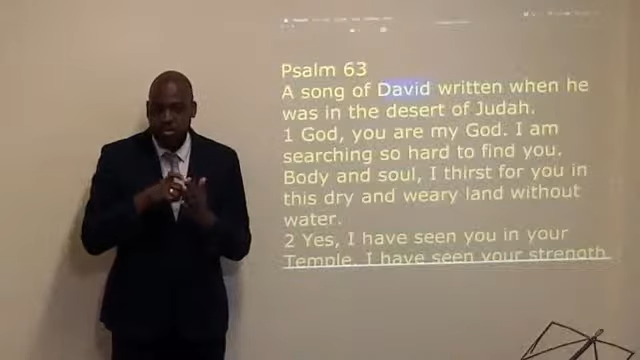 Psalm 63
A song of David written when he
was in the desert of Judah.
1 God, you are my God. I am
searching so hard to find you.
Body and soul, I thirst for you in
this dry and weary land without
water.
2 Yes, I have seen you in your
Temple. I have seen your strength